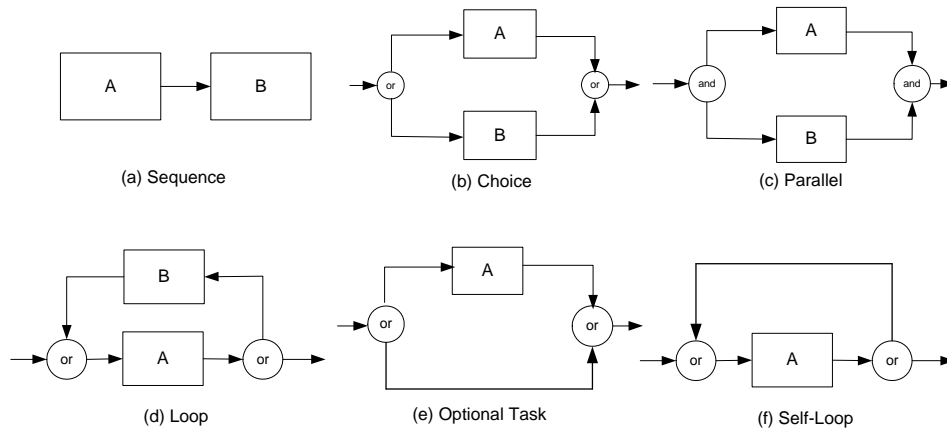 A
B
(a) Sequence
A
or
or
B
(b) Choice
A
and
and
B
(c) Parallel
B
or
A
or
(d) Loop
A
or
or
(e) Optional Task
or
A
or
(f) Self-Loop